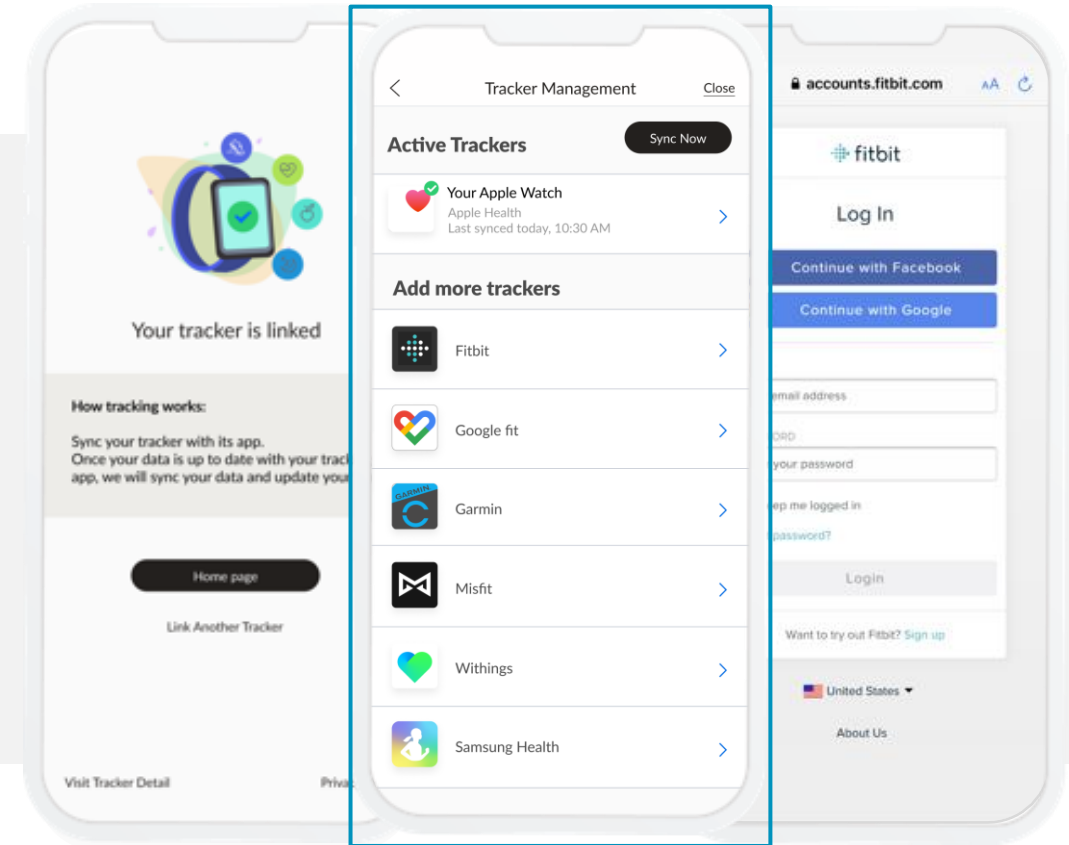 Your tracker is linked
How tracking works:
Sync your tracker with its app.
Once your data is up to date with your
app, we will sync your data and update
Home page
Link Another Tracker
Visit Tracker Detail
Tracker Management
Close
Active Trackers
Sync Now
Your Apple Watch
Apple Health
Last synced today, 10:30 AM
Add more trackers
Fitbit
Google fit
GARMIN
Garmin
Misfit
Withings
Samsung Health
accounts.fitbit.com
AA
fitbit
Log In
Continue with Facebook
Continue with Google
email address
your password
me logged in
password?
Login
Want to try out Fitbit? Sign up
United States
About Us